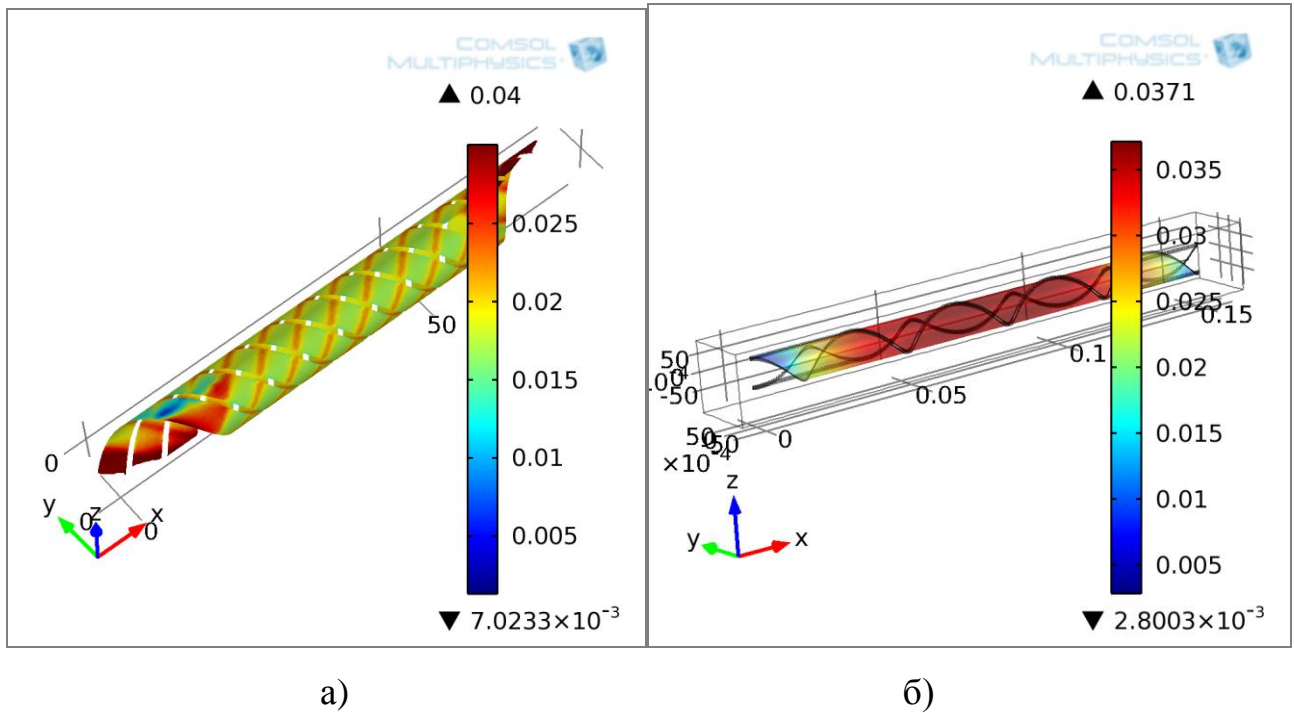 COMSOL
MULTIPHYSICS
▲ 0.04
0.025
0.02
0.015
0.01
0.005
▼ 7.0233×10⁻³
50
0
0
0
y
z
x
COMSOL
MULTIPHYSICS
▲ 0.0371
0.035
0.03
0.025
0.02
0.015
0.01
0.005
▼ 2.8003×10⁻³
0.15
0.1
0.05
0
50
-50
×10⁻⁴
z
y
x
а)
б)